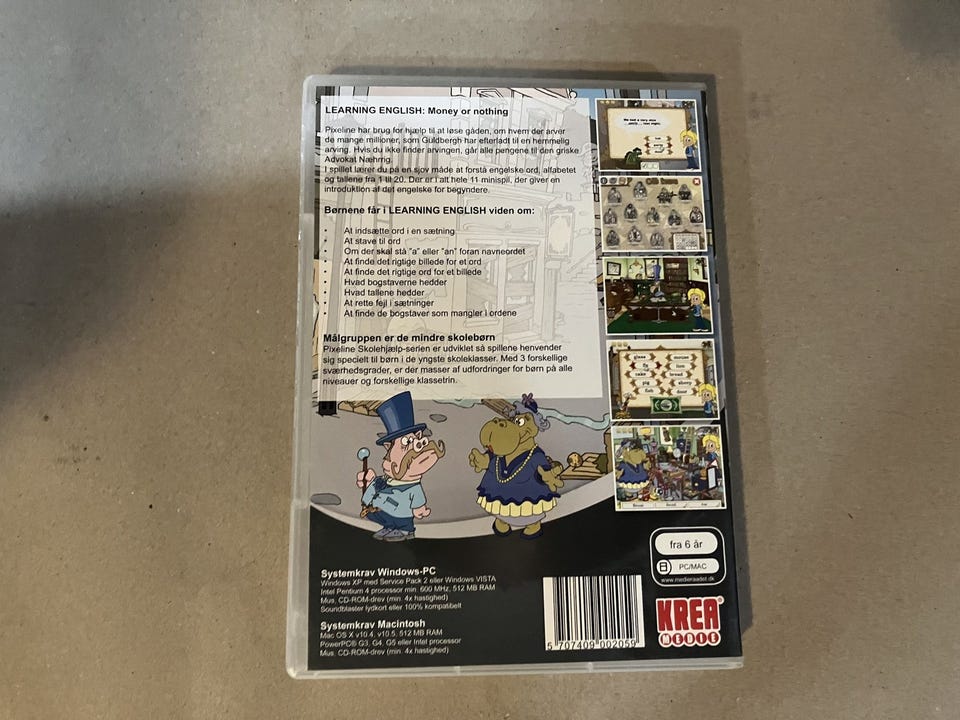 LEARNING ENGLISH: Money or nothing
Pixeline har brug for hjælp til at løse gåden, om hvem der arver
de mange millioner, som Guldbergh har efterladt til en hemmelig
arving. Hvis du ikke finder arvingen, går alle pengene til den griske
Advokat Næhrig.
I spillet lærer du på en sjov måde at forstå engelske ord, alfabetet
og tallene fra 1 til 20. Der er i alt hele 11 minispil, der giver en
introduktion af det engelske for begyndere.
Børnene får i LEARNING ENGLISH viden om:
• At indsætte ord i en sætning
• At stave til ord
• Om der skal stå "a" eller "an" foran navneordet
• At finde det rigtige billede for et ord
• At finde det rigtige ord for et billede
• Hvad bogstaverne hedder
• Hvad tallene hedder
• At rette fejl i sætninger
• At finde de bogstaver som mangler i ordene
Målgruppen er de mindre skolebørn
Pixeline Skolehjælp-serien er udviklet så spillene henvender
sig specielt til børn i de yngste skoleklasser. Med 3 forskellige
sværhedsgrader, er der masser af udfordringer for børn på alle
niveauer og forskellige klassetrin.
glass mouse
fly lion
cake bread
pig sheep
fish door
fra 6 år
PC/MAC
www.medieraadet.dk
KREA
MEDIE
Systemkrav Windows-PC
Windows XP med Service Pack 2 eller Windows VISTA
Intel Pentium 4 processor min. 600 MHz, 512 MB RAM
Mus, CD-ROM-drev (min. 4x hastighed)
Soundblaster lydkort eller 100% kompatibelt
Systemkrav Macintosh
Mac OS X v10.4, v10.5, 512 MB RAM
PowerPC® G3, G4, G5 eller Intel processor
Mus, CD-ROM-drev (min. 4x hastighed)
5 707409 002059